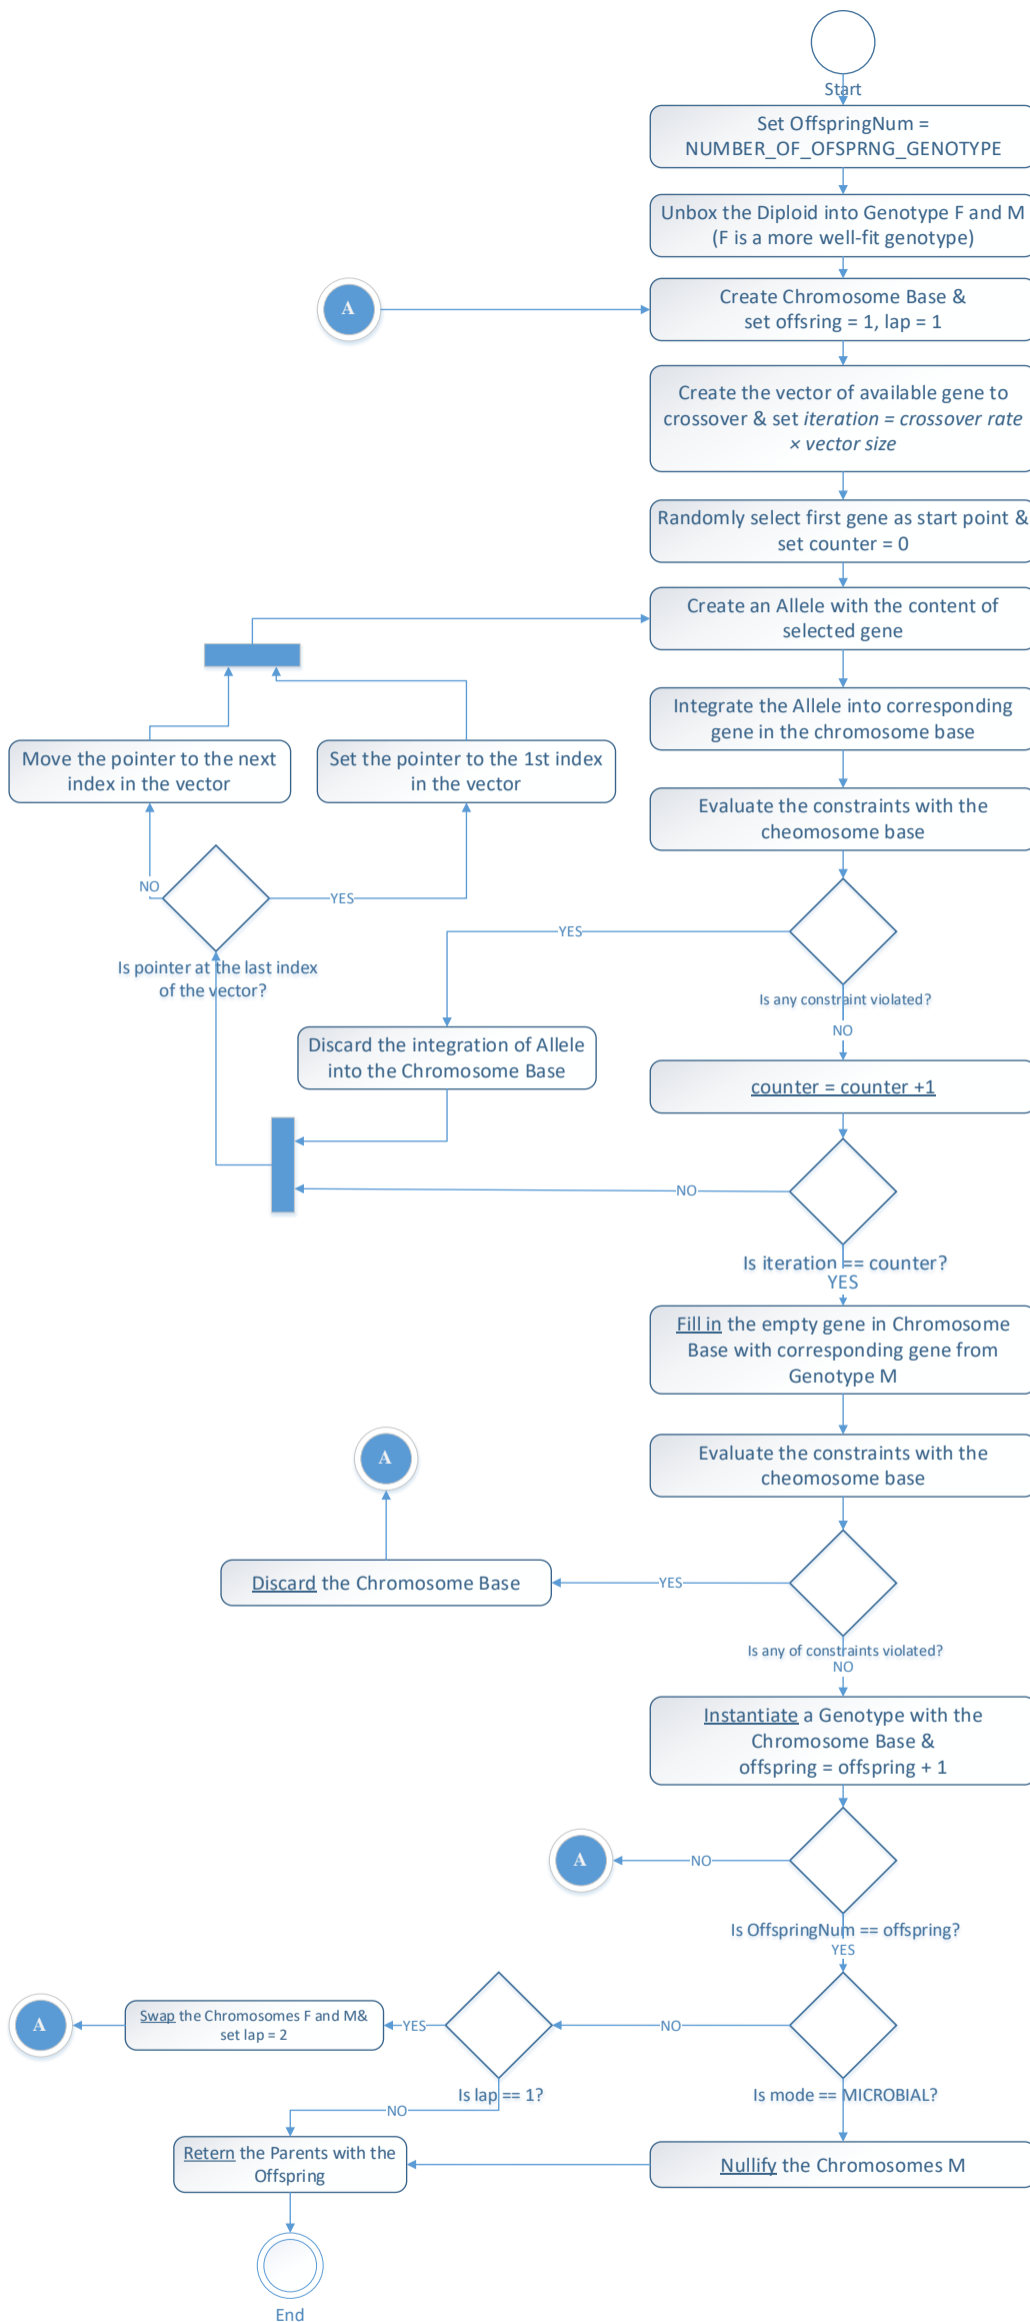 Start
Set OffspringNum =
NUMBER_OF_OFSPRNG_GENOTYPE
Unbox the Diploid into Genotype F and M
(F is a more well-fit genotype)
A
Create Chromosome Base &
set offsring = 1, lap = 1
Create the vector of available gene to
crossover & set iteration = crossover rate
× vector size
Randomly select first gene as start point &
set counter = 0
Create an Allele with the content of
selected gene
Integrate the Allele into corresponding
gene in the chromosome base
Move the pointer to the next
index in the vector
Set the pointer to the 1st index
in the vector
Evaluate the constraints with the
cheomosome base
NO
YES
Is pointer at the last index
of the vector?
YES
Is any constraint violated?
NO
Discard the integration of Allele
into the Chromosome Base
counter = counter +1
NO
Is iteration == counter?
YES
Fill in the empty gene in Chromosome
Base with corresponding gene from
Genotype M
A
Evaluate the constraints with the
cheomosome base
Discard the Chromosome Base
YES
Is any of constraints violated?
NO
Instantiate a Genotype with the
Chromosome Base &
offspring = offspring + 1
A
NO
Is OffspringNum == offspring?
YES
A
Swap the Chromosomes F and M&
set lap = 2
YES
NO
Is lap == 1?
Is mode == MICROBIAL?
NO
Retern the Parents with the
Offspring
Nullify the Chromosomes M
End